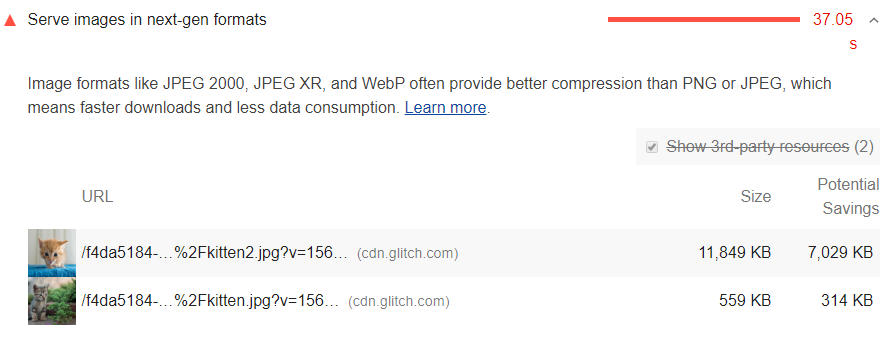 Serve images in next-gen formats 37.05
s
Image formats like JPEG 2000, JPEG XR, and WebP often provide better compression than PNG or JPEG, which
means faster downloads and less data consumption. Learn more.
Show 3rd-party resources (2)
URL Size Potential
Savings
/f4da5184-…%2Fkitten2.jpg?v=156… (cdn.glitch.com) 11,849 KB 7,029 KB
/f4da5184-…%2Fkitten.jpg?v=156… (cdn.glitch.com) 559 KB 314 KB